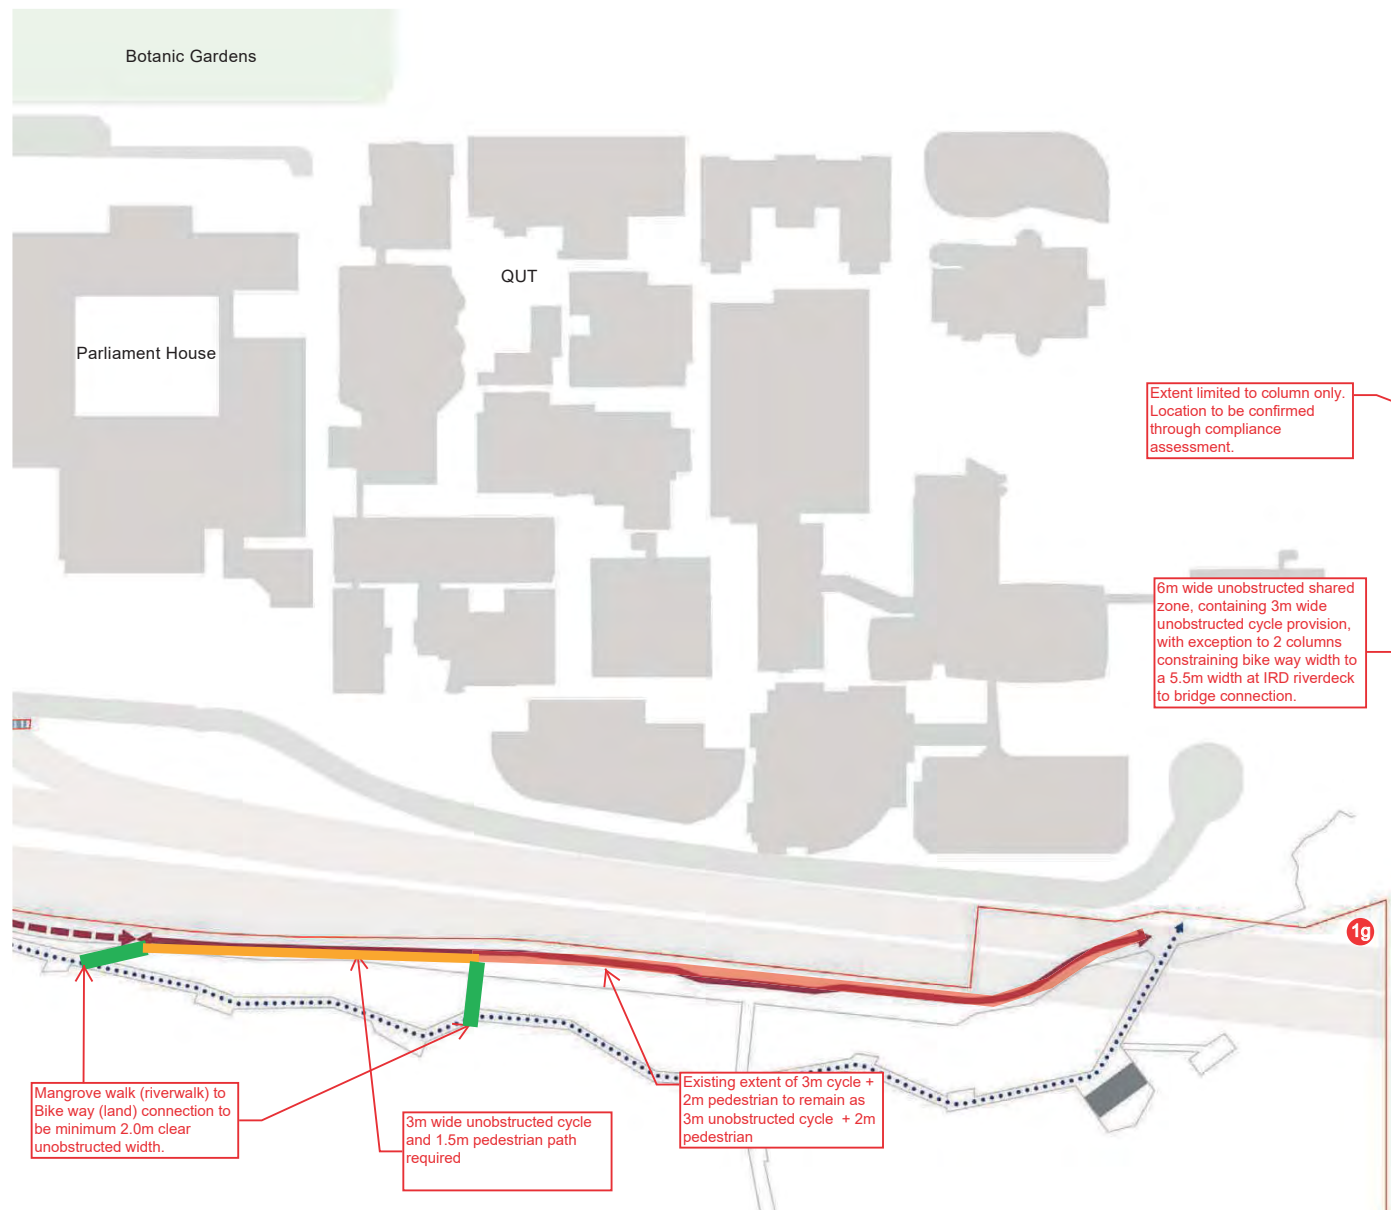 Botanic Gardens
QUT
Parliament House
Extent limited to column only.
Location to be confirmed
through compliance
assessment.
6m wide unobstructed shared
zone, containing 3m wide
unobstructed cycle provision,
with exception to 2 columns
constraining bike way width to
a 5.5m width at IRD riverdeck
to bridge connection.
1g
Mangrove walk (riverwalk) to
Bike way (land) connection to
be minimum 2.0m clear
unobstructed width.
3m wide unobstructed cycle
and 1.5m pedestrian path
required
Existing extent of 3m cycle +
2m pedestrian to remain as
3m unobstructed cycle + 2m
pedestrian